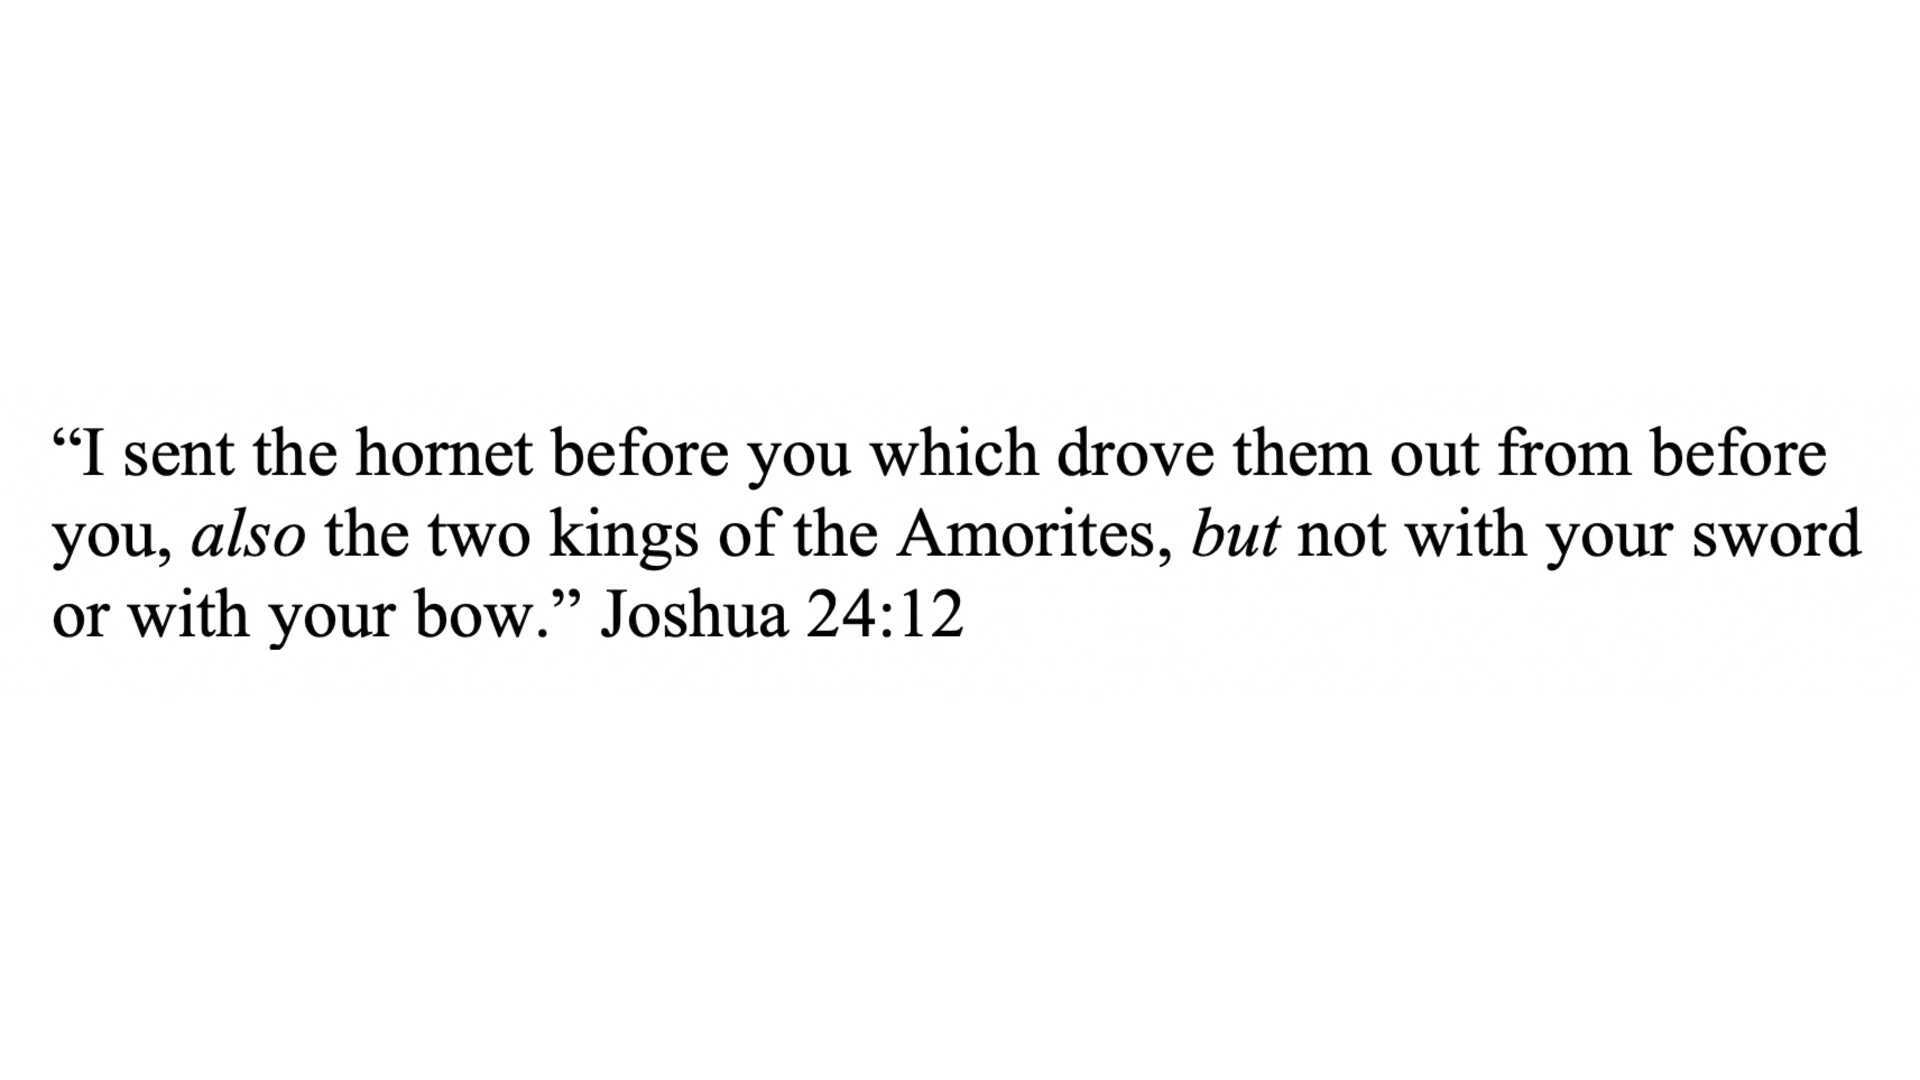 “I sent the hornet before you which drove them out from before
you, also the two kings of the Amorites, but not with your sword
or with your bow.” Joshua 24:12